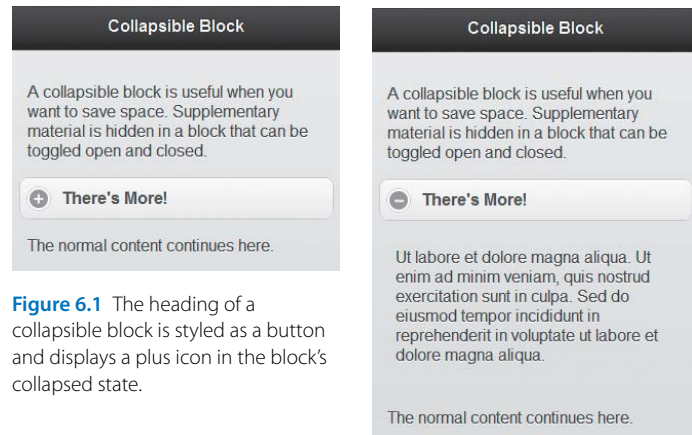 Collapsible Block
A collapsible block is useful when you
want to save space. Supplementary
material is hidden in a block that can be
toggled open and closed.
There's More!
The normal content continues here.
Figure 6.1 The heading of a
collapsible block is styled as a button
and displays a plus icon in the block’s
collapsed state.
Collapsible Block
A collapsible block is useful when you
want to save space. Supplementary
material is hidden in a block that can be
toggled open and closed.
There's More!
Ut labore et dolore magna aliqua. Ut
enim ad minim veniam, quis nostrud
exercitation sunt in culpa. Sed do
eiusmod tempor incididunt in
reprehenderit in voluptate ut labore et
dolore magna aliqua.
The normal content continues here.